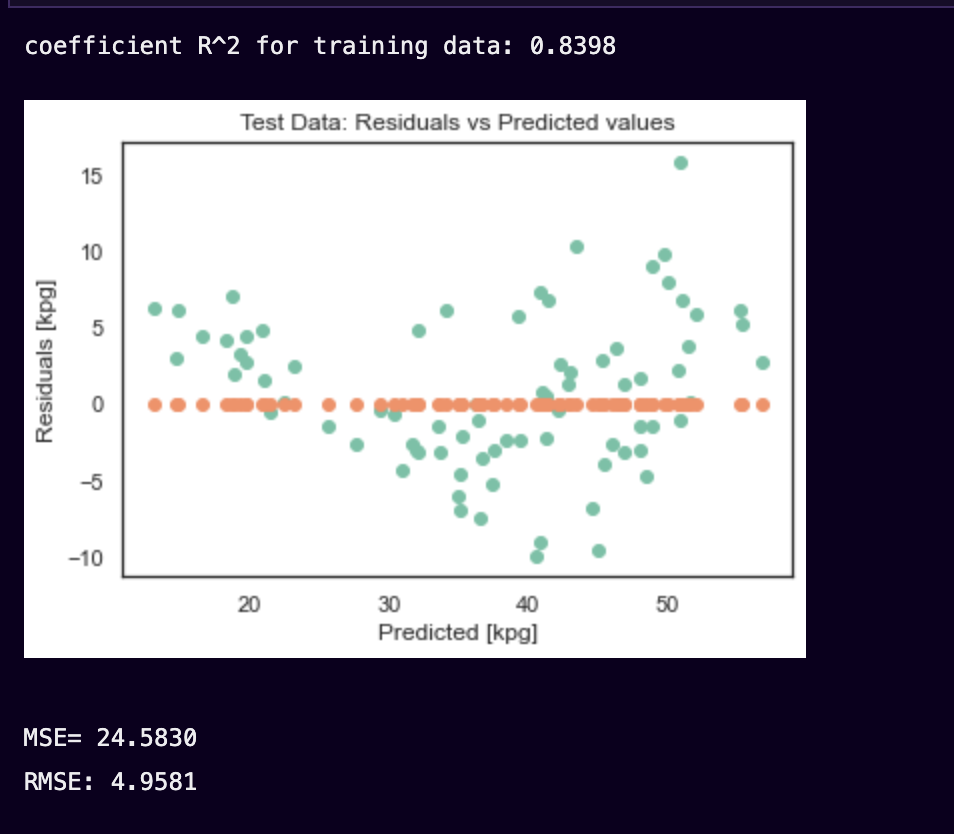 coefficient R^2 for training data: 0.8398
Test Data: Residuals vs Predicted values
15
10
5
0
−5
−10
Residuals [kpg]
20 30 40 50
Predicted [kpg]
MSE= 24.5830
RMSE: 4.9581